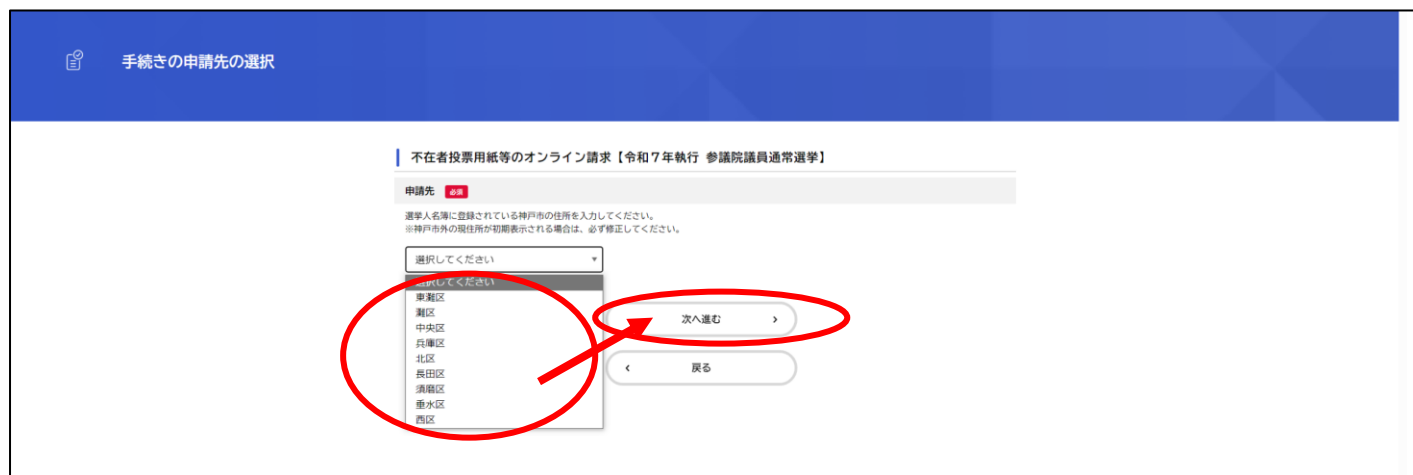 手続きの申請先の選択
不在者投票用紙等のオンライン請求【令和７年執行 参議院議員通常選挙】
申請先 必須
選挙人名簿に登録されている神戸市の住所を入力してください。
※神戸市外の現住所が初期表示される場合は、必ず修正してください。
選択してください
選択してください
東灘区
灘区
中央区
兵庫区
北区
長田区
須磨区
垂水区
西区
次へ進む
戻る